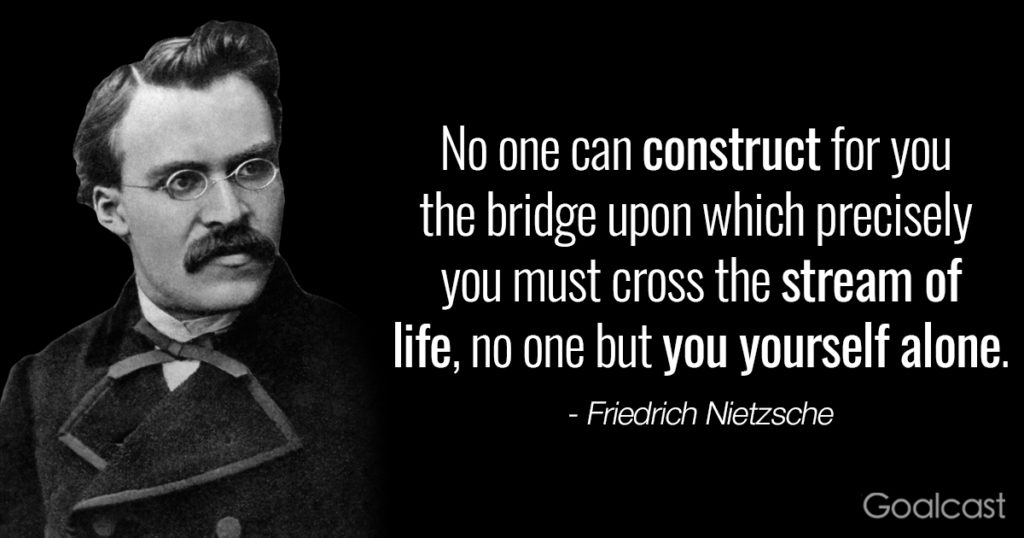 No one can construct for you
the bridge upon which precisely
you must cross the stream of
life, no one but you yourself alone.
- Friedrich Nietzsche
Goalcast